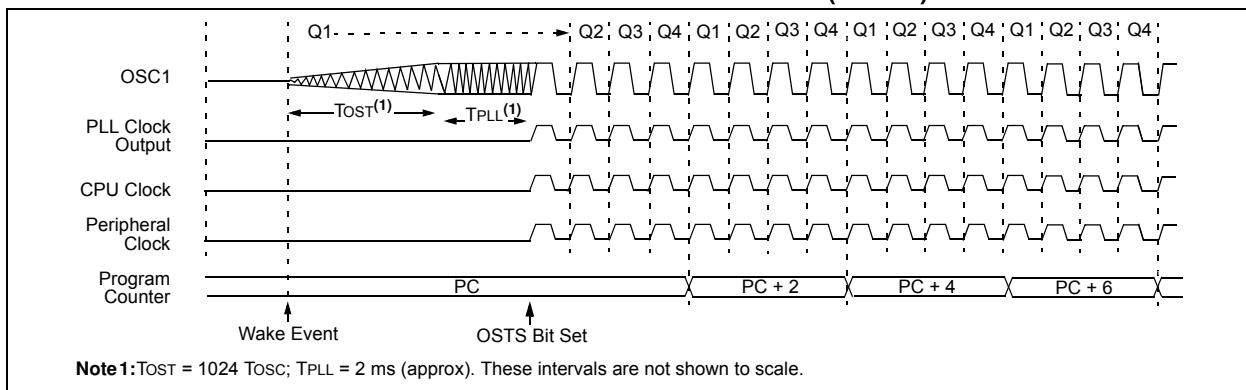 Q1 Q2 Q3 Q4 Q1 Q2 Q3 Q4 Q1 Q2 Q3 Q4 Q1 Q2 Q3 Q4
OSC1
TOST(1) TPLL(1)
PLL Clock
Output
CPU Clock
Peripheral
Clock
Program
Counter
PC PC + 2 PC + 4 PC + 6
Wake Event OSTS Bit Set
Note1:TOST = 1024 TOSC; TPLL = 2 ms (approx). These intervals are not shown to scale.